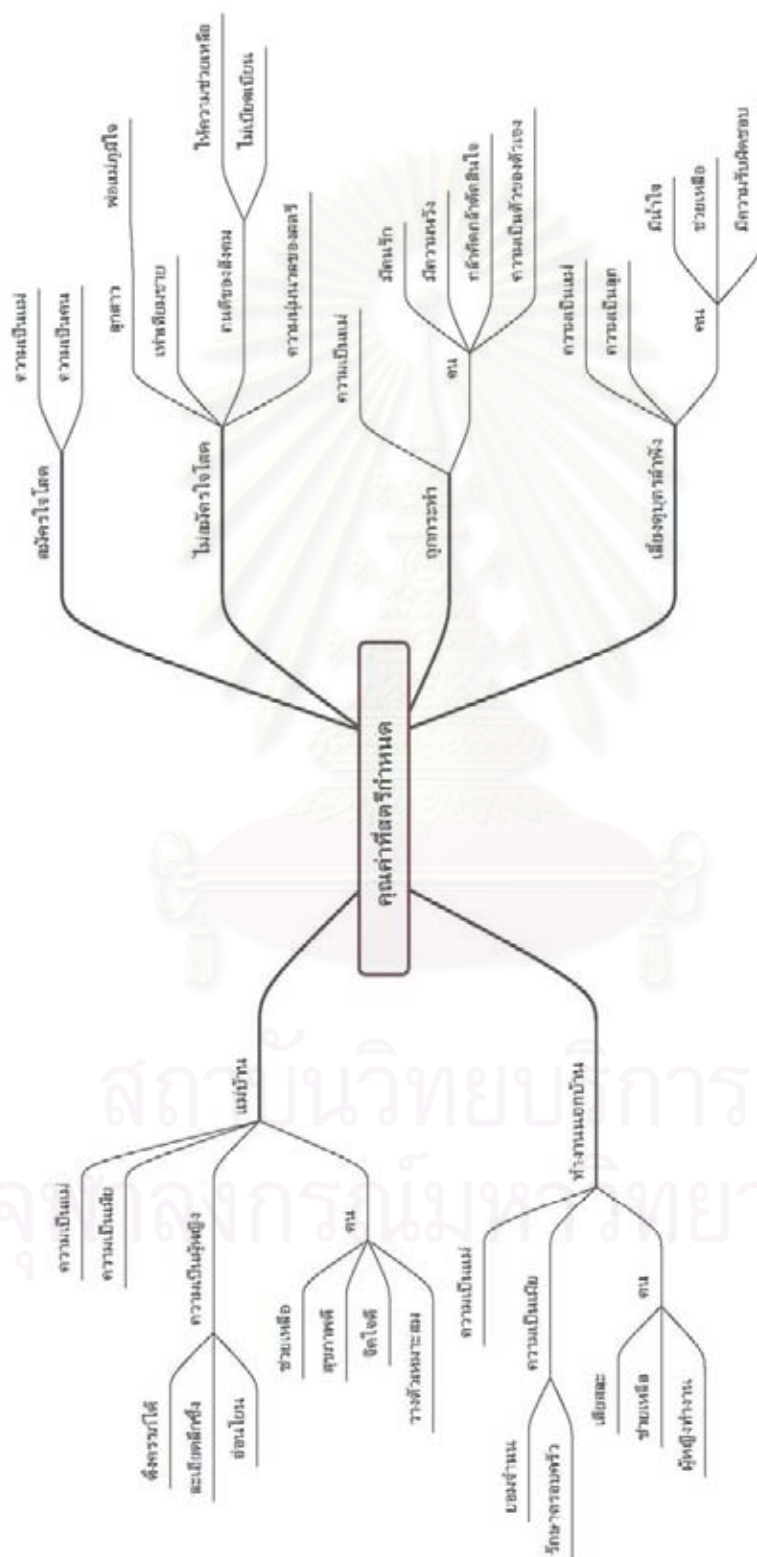 คุณค่าที่สตรีกำหนด
สมัครใจโสด
ความเป็นแม่
ความเป็นคน
ไม่สมัครใจโสด
ลูกสาว
พ่อแม่ภูมิใจ
เท่าเทียมชาย
คนดีของสังคม
ให้ความช่วยเหลือ
ไม่เบียดเบียน
ความนุ่มนวลของสตรี
ถูกกระทำ
ความเป็นแม่
คน
มีคนรัก
มีความหวัง
กล้าคิดกล้าตัดสินใจ
ความเป็นตัวของตัวเอง
เลี้ยงดูบุตรลำพัง
ความเป็นแม่
ความเป็นลูก
คน
มีน้ำใจ
ช่วยเหลือ
มีความรับผิดชอบ
แม่บ้าน
ความเป็นแม่
ความเป็นเมีย
ความเป็นผู้หญิง
ตั้งครรภ์ได้
ละเอียดลึกซึ้ง
อ่อนโยน
คน
ช่วยเหลือ
สุขภาพดี
จิตใจดี
วางตัวเหมาะสม
ทำงานนอกบ้าน
ความเป็นแม่
ความเป็นเมีย
ยอมจำนน
รักษาครอบครัว
คน
เสียสละ
ช่วยเหลือ
ผู้หญิงทำงาน
สถาบันวิทยบริการ
จุฬาลงกรณ์มหาวิทยา